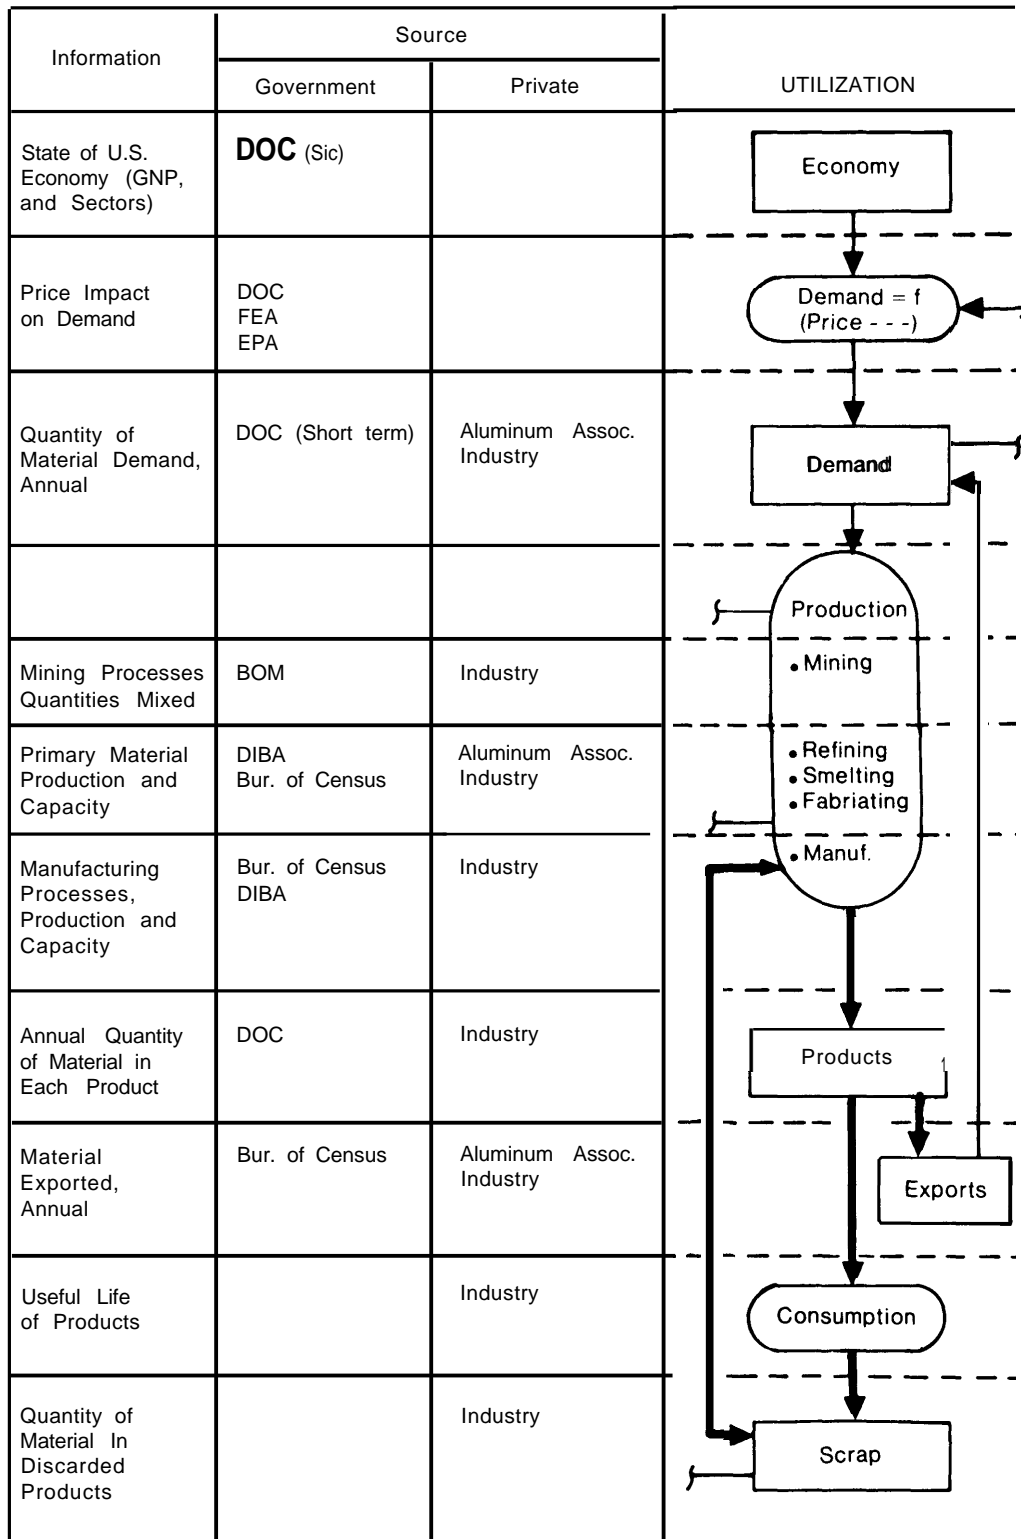 Information
Source
Government
Private
UTILIZATION
State of U.S.
Economy (GNP,
and Sectors)
DOC (Sic)
Economy
Price Impact
on Demand
DOC
FEA
EPA
Demand = f
(Price - - -)
Quantity of
Material Demand,
Annual
DOC (Short term)
Aluminum Assoc.
Industry
Demand
Production
Mining Processes
Quantities Mixed
BOM
Industry
• Mining
Primary Material
Production and
Capacity
DIBA
Bur. of Census
Aluminum Assoc.
Industry
• Refining
• Smelting
• Fabriating
Manufacturing
Processes,
Production and
Capacity
Bur. of Census
DIBA
Industry
• Manuf.
Annual Quantity
of Material in
Each Product
DOC
Industry
Products
Material
Exported,
Annual
Bur. of Census
Aluminum Assoc.
Industry
Exports
Useful Life
of Products
Industry
Consumption
Quantity of
Material In
Discarded
Products
Industry
Scrap